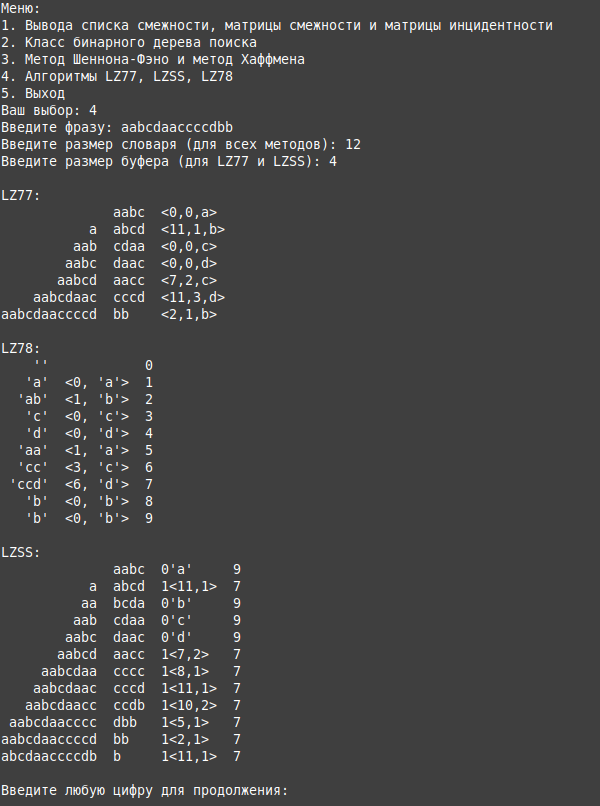 Меню:
1. Вывода списка смежности, матрицы смежности и матрицы инцидентности
2. Класс бинарного дерева поиска
3. Метод Шеннона-Фэно и метод Хаффмена
4. Алгоритмы LZ77, LZSS, LZ78
5. Выход
Ваш выбор: 4
Введите фразу: aabcdaaccccdbb
Введите размер словаря (для всех методов): 12
Введите размер буфера (для LZ77 и LZSS): 4
LZ77:
aabc <0,0,a>
a abcd <11,1,b>
aab cdaa <0,0,c>
aabc daac <0,0,d>
aabcd aacc <7,2,c>
aabcdaac cccd <11,3,d>
aabcdaaccccd bb <2,1,b>
LZ78:
'' 0
'a' <0, 'a'> 1
'ab' <1, 'b'> 2
'c' <0, 'c'> 3
'd' <0, 'd'> 4
'aa' <1, 'a'> 5
'cc' <3, 'c'> 6
'ccd' <6, 'd'> 7
'b' <0, 'b'> 8
'b' <0, 'b'> 9
LZSS:
aabc 0'a' 9
a abcd 1<11,1> 7
aa bcda 0'b' 9
aab cdaa 0'c' 9
aabc daac 0'd' 9
aabcd aacc 1<7,2> 7
aabcdaa cccc 1<8,1> 7
aabcdaac cccd 1<11,1> 7
aabcdaacc ccdb 1<10,2> 7
aabcdaacccc dbb 1<5,1> 7
aabcdaaccccd bb 1<2,1> 7
abcdaaccccdb b 1<11,1> 7
Введите любую цифру для продолжения: